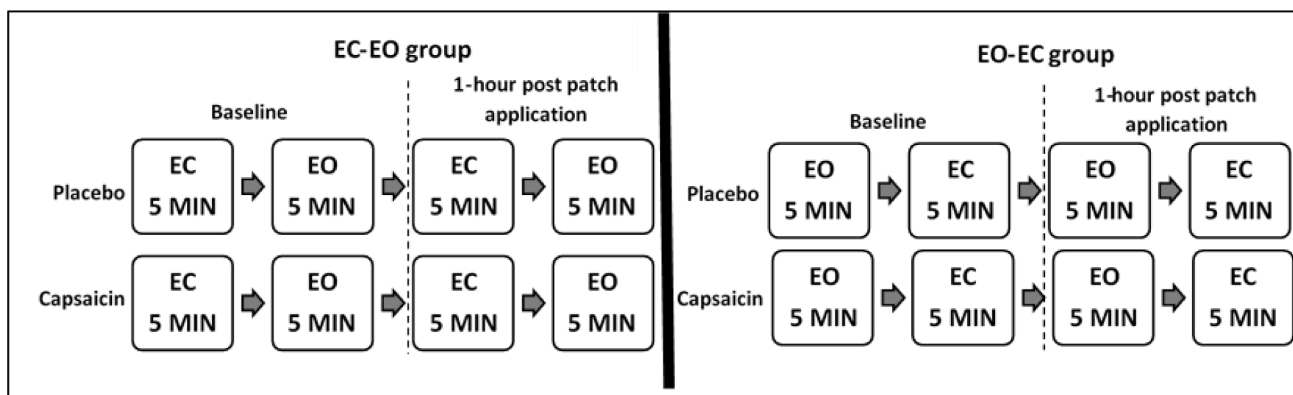 EC-EO group
Baseline
1-hour post patch
application
Placebo
EC
5 MIN
EO
5 MIN
EC
5 MIN
EO
5 MIN
Capsaicin
EC
5 MIN
EO
5 MIN
EC
5 MIN
EO
5 MIN
EO-EC group
Baseline
1-hour post patch
application
Placebo
EO
5 MIN
EC
5 MIN
EO
5 MIN
EC
5 MIN
Capsaicin
EO
5 MIN
EC
5 MIN
EO
5 MIN
EC
5 MIN